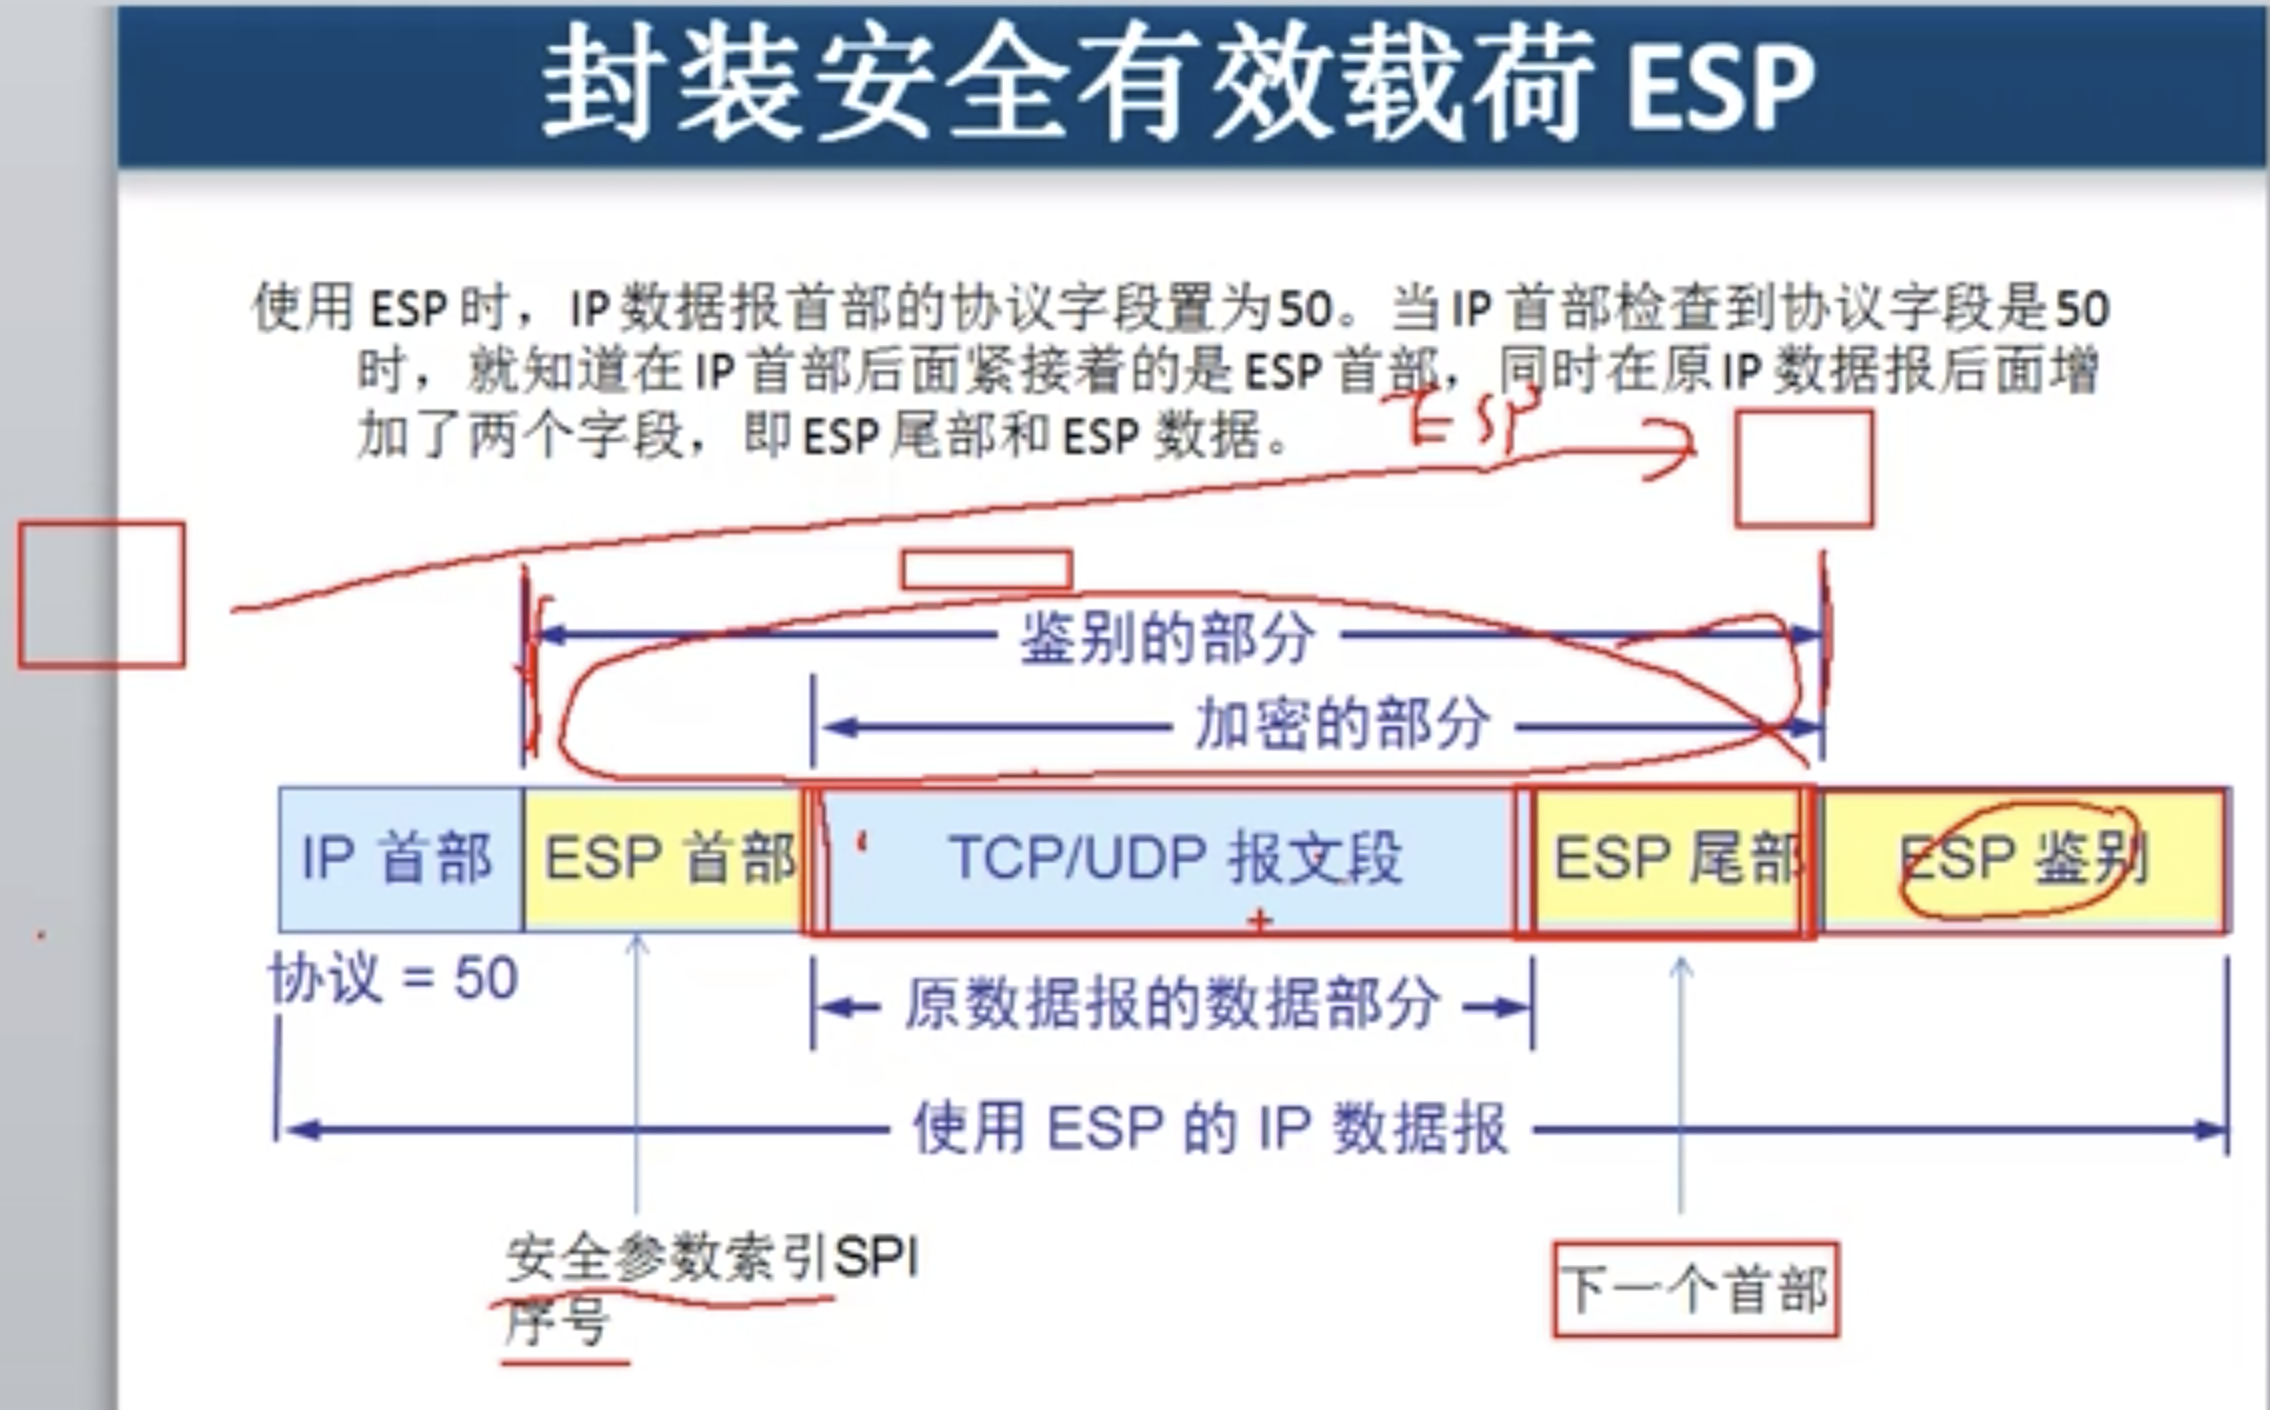 封装安全有效载荷 ESP
使用 ESP 时，IP 数据报首部的协议字段置为50。当 IP 首部检查到协议字段是50
时，就知道在 IP 首部后面紧接着的是 ESP 首部，同时在原 IP 数据报后面增
加了两个字段，即 ESP 尾部和 ESP 数据。
ESP
鉴别的部分
加密的部分
IP 首部 ESP 首部 TCP/UDP 报文段 ESP 尾部 ESP 鉴别
协议 = 50
原数据报的数据部分
使用 ESP 的 IP 数据报
安全参数索引SPI
序号
下一个首部